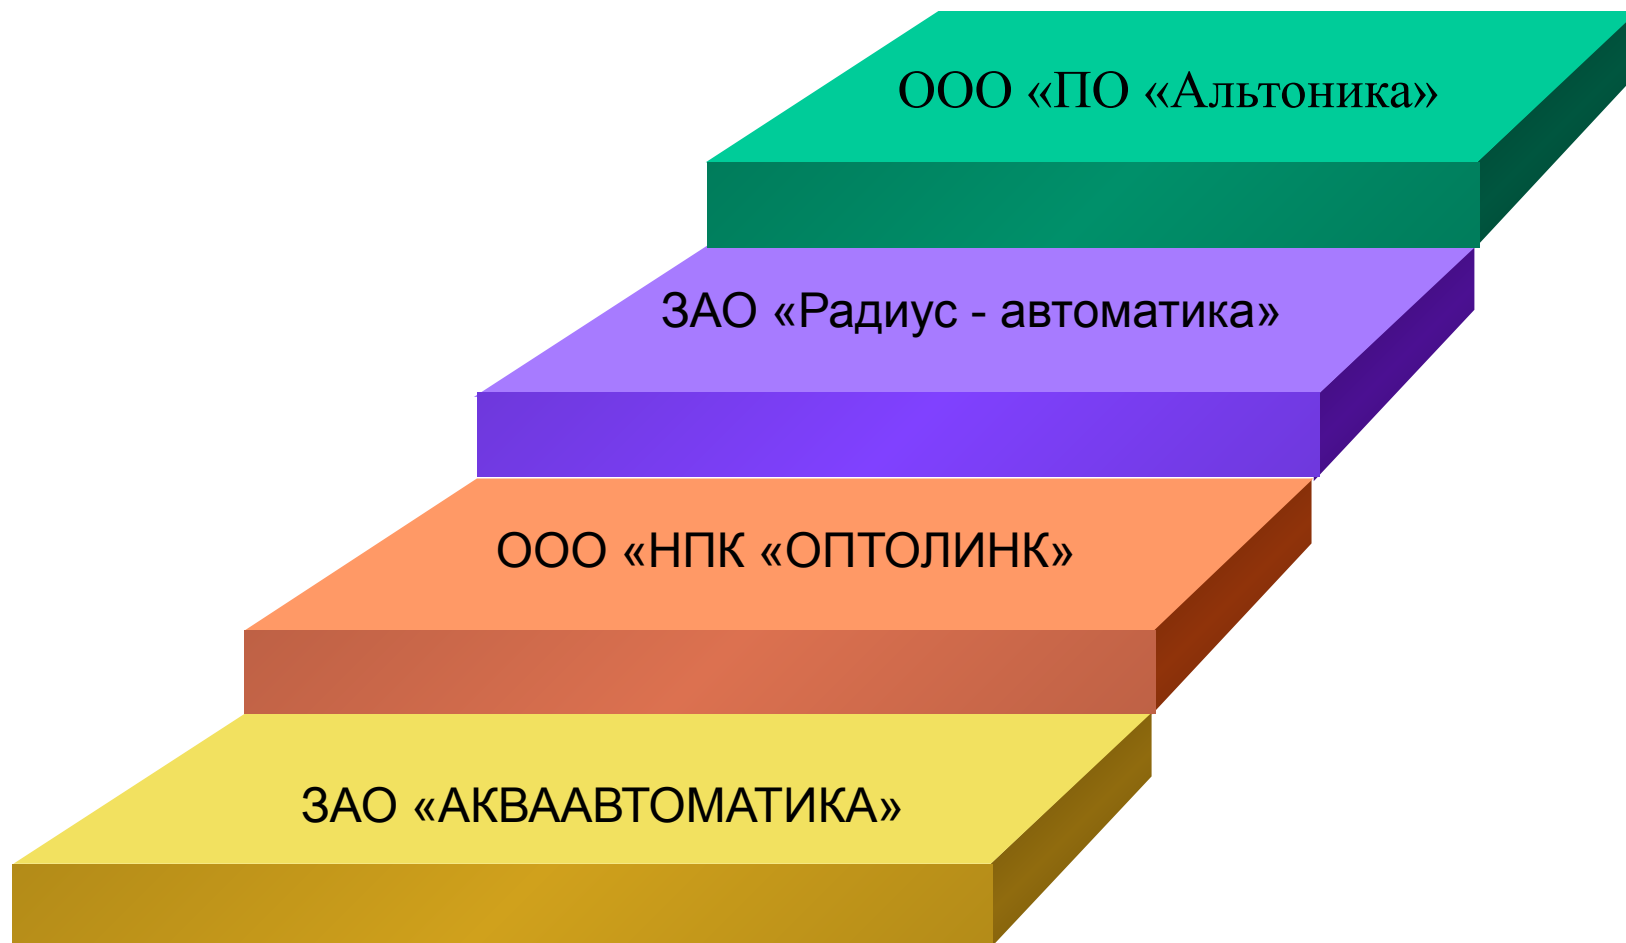 ООО «ПО «Альтоника»
ЗАО «Радиус - автоматика»
ООО «НПК «ОПТОЛИНК»
ЗАО «АКВААВТОМАТИКА»